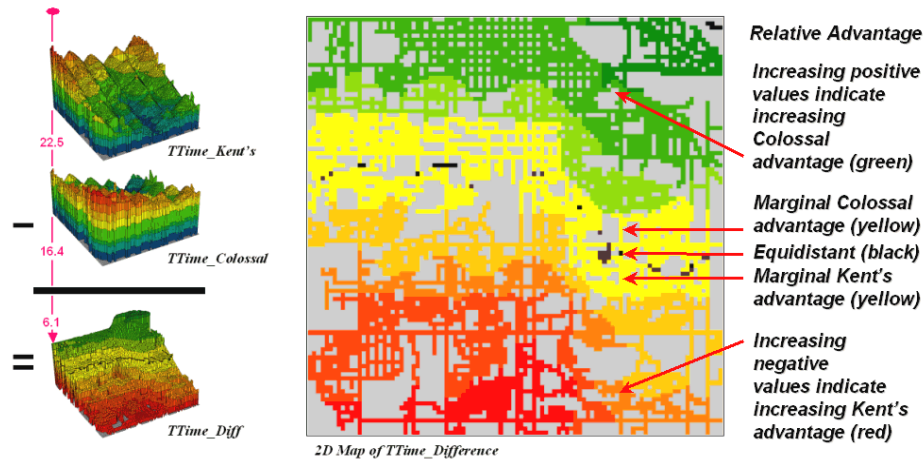 22.5
TTime_Kent's
−
16.4
TTime_Colossal
6.1
=
TTime_Diff
2D Map of TTime_Difference
Relative Advantage
Increasing positive
values indicate
increasing
Colossal
advantage (green)
Marginal Colossal
advantage (yellow)
Equidistant (black)
Marginal Kent's
advantage (yellow)
Increasing
negative
values indicate
increasing Kent's
advantage (red)